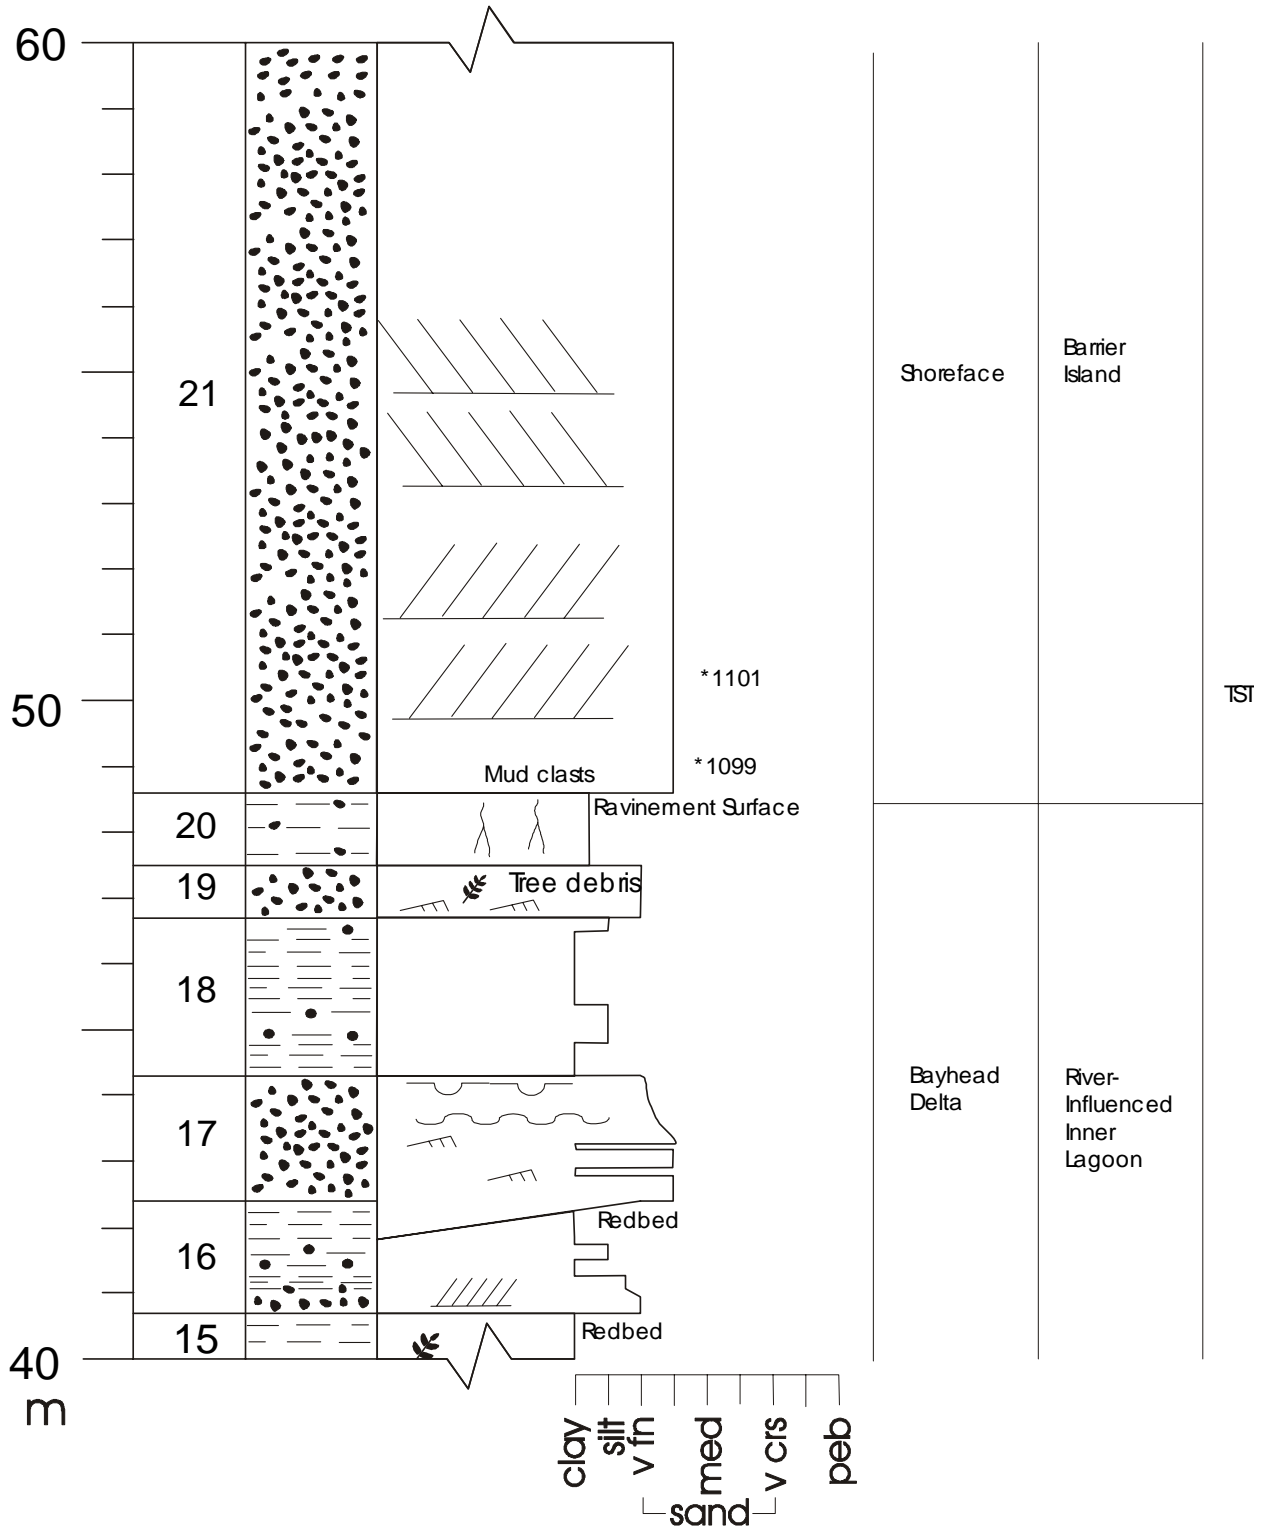 60
21
Shoreface
Barrier
Island
*1101
50
TST
*1099
Mud clasts
Ravinement Surface
20
19
Tree debris
18
17
Bayhead
Delta
River-
Influenced
Inner
Lagoon
Redbed
16
15
Redbed
40
m
clay
silt
v fn
med
v crs
peb
sand